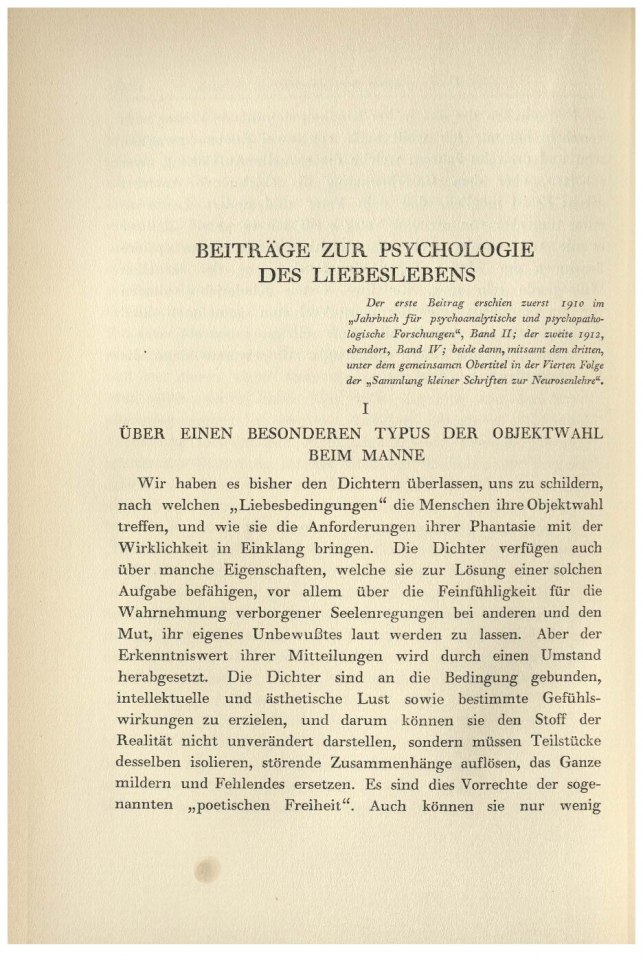 BEITRÄGE ZUR PSYCHOLOGIE
DES LIEBESLEBENS
Der erste Beitrag erschien zuerst 1910 im
„Jahrbuch für psychoanalytische und psychopatho-
logische Forschungen“, Band II; der zweite 1912,
ebendort, Band IV; beide dann, mitsamt dem dritten,
unter dem gemeinsamen Obertitel in der Vierten Folge
der „Sammlung kleiner Schriften zur Neurosenlehre“.
I
ÜBER EINEN BESONDEREN TYPUS DER OBJEKTWAHL
BEIM MANNE
Wir haben es bisher den Dichtern überlassen, uns zu schildern,
nach welchen „Liebesbedingungen“ die Menschen ihre Objektwahl
treffen, und wie sie die Anforderungen ihrer Phantasie mit der
Wirklichkeit in Einklang bringen. Die Dichter verfügen auch
über manche Eigenschaften, welche sie zur Lösung einer solchen
Aufgabe befähigen, vor allem über die Feinfühligkeit für die
Wahrnehmung verborgener Seelenregungen bei anderen und den
Mut, ihr eigenes Unbewußtes laut werden zu lassen. Aber der
Erkenntniswert ihrer Mitteilungen wird durch einen Umstand
herabgesetzt. Die Dichter sind an die Bedingung gebunden,
intellektuelle und ästhetische Lust sowie bestimmte Gefühls-
wirkungen zu erzielen, und darum können sie den Stoff der
Realität nicht unverändert darstellen, sondern müssen Teilstücke
desselben isolieren, störende Zusammenhänge auflösen, das Ganze
mildern und Fehlendes ersetzen. Es sind dies Vorrechte der soge-
nannten „poetischen Freiheit“. Auch können sie nur wenig